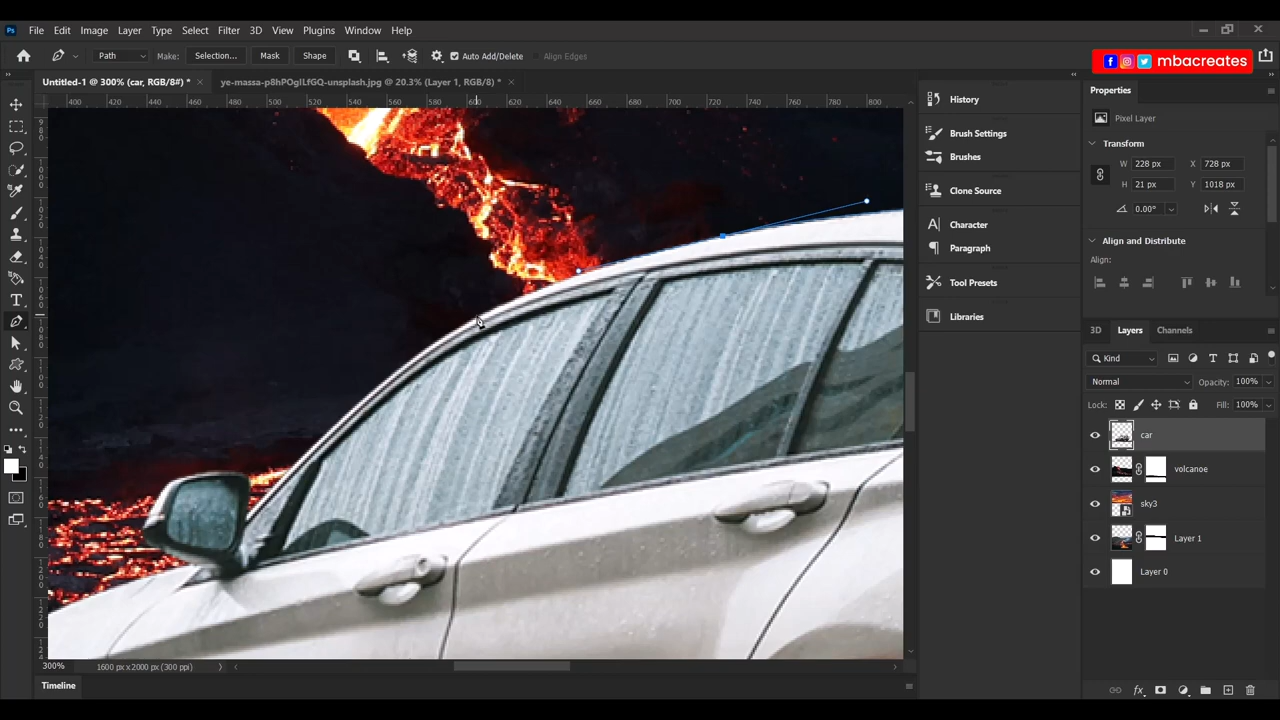 Ps File Edit Image Layer Type Select Filter 3D View Plugins Window Help
Path Make: Selection... Mask Shape Auto Add/Delete Align Edges
mbacreates
Untitled-1 @ 300% (car, RGB/8#) * × ye-massa-p8hPOgILfGQ-unsplash.jpg @ 20.3% (Layer 1, RGB/8) * ×
400 420 440 460 480 500 520 540 560 580 600 620 640 660 680 700 720 740 760 780 800
History
Brush Settings
Brushes
Clone Source
Character
Paragraph
Tool Presets
Libraries
Properties
Pixel Layer
Transform
W 228 px X 728 px
H 21 px Y 1018 px
0.00°
Align and Distribute
Align:
3D Layers Channels
Kind
Normal Opacity: 100%
Lock: Fill: 100%
car
volcanoe
sky3
Layer 1
Layer 0
fx
300% 1600 px x 2000 px (300 ppi)
Timeline